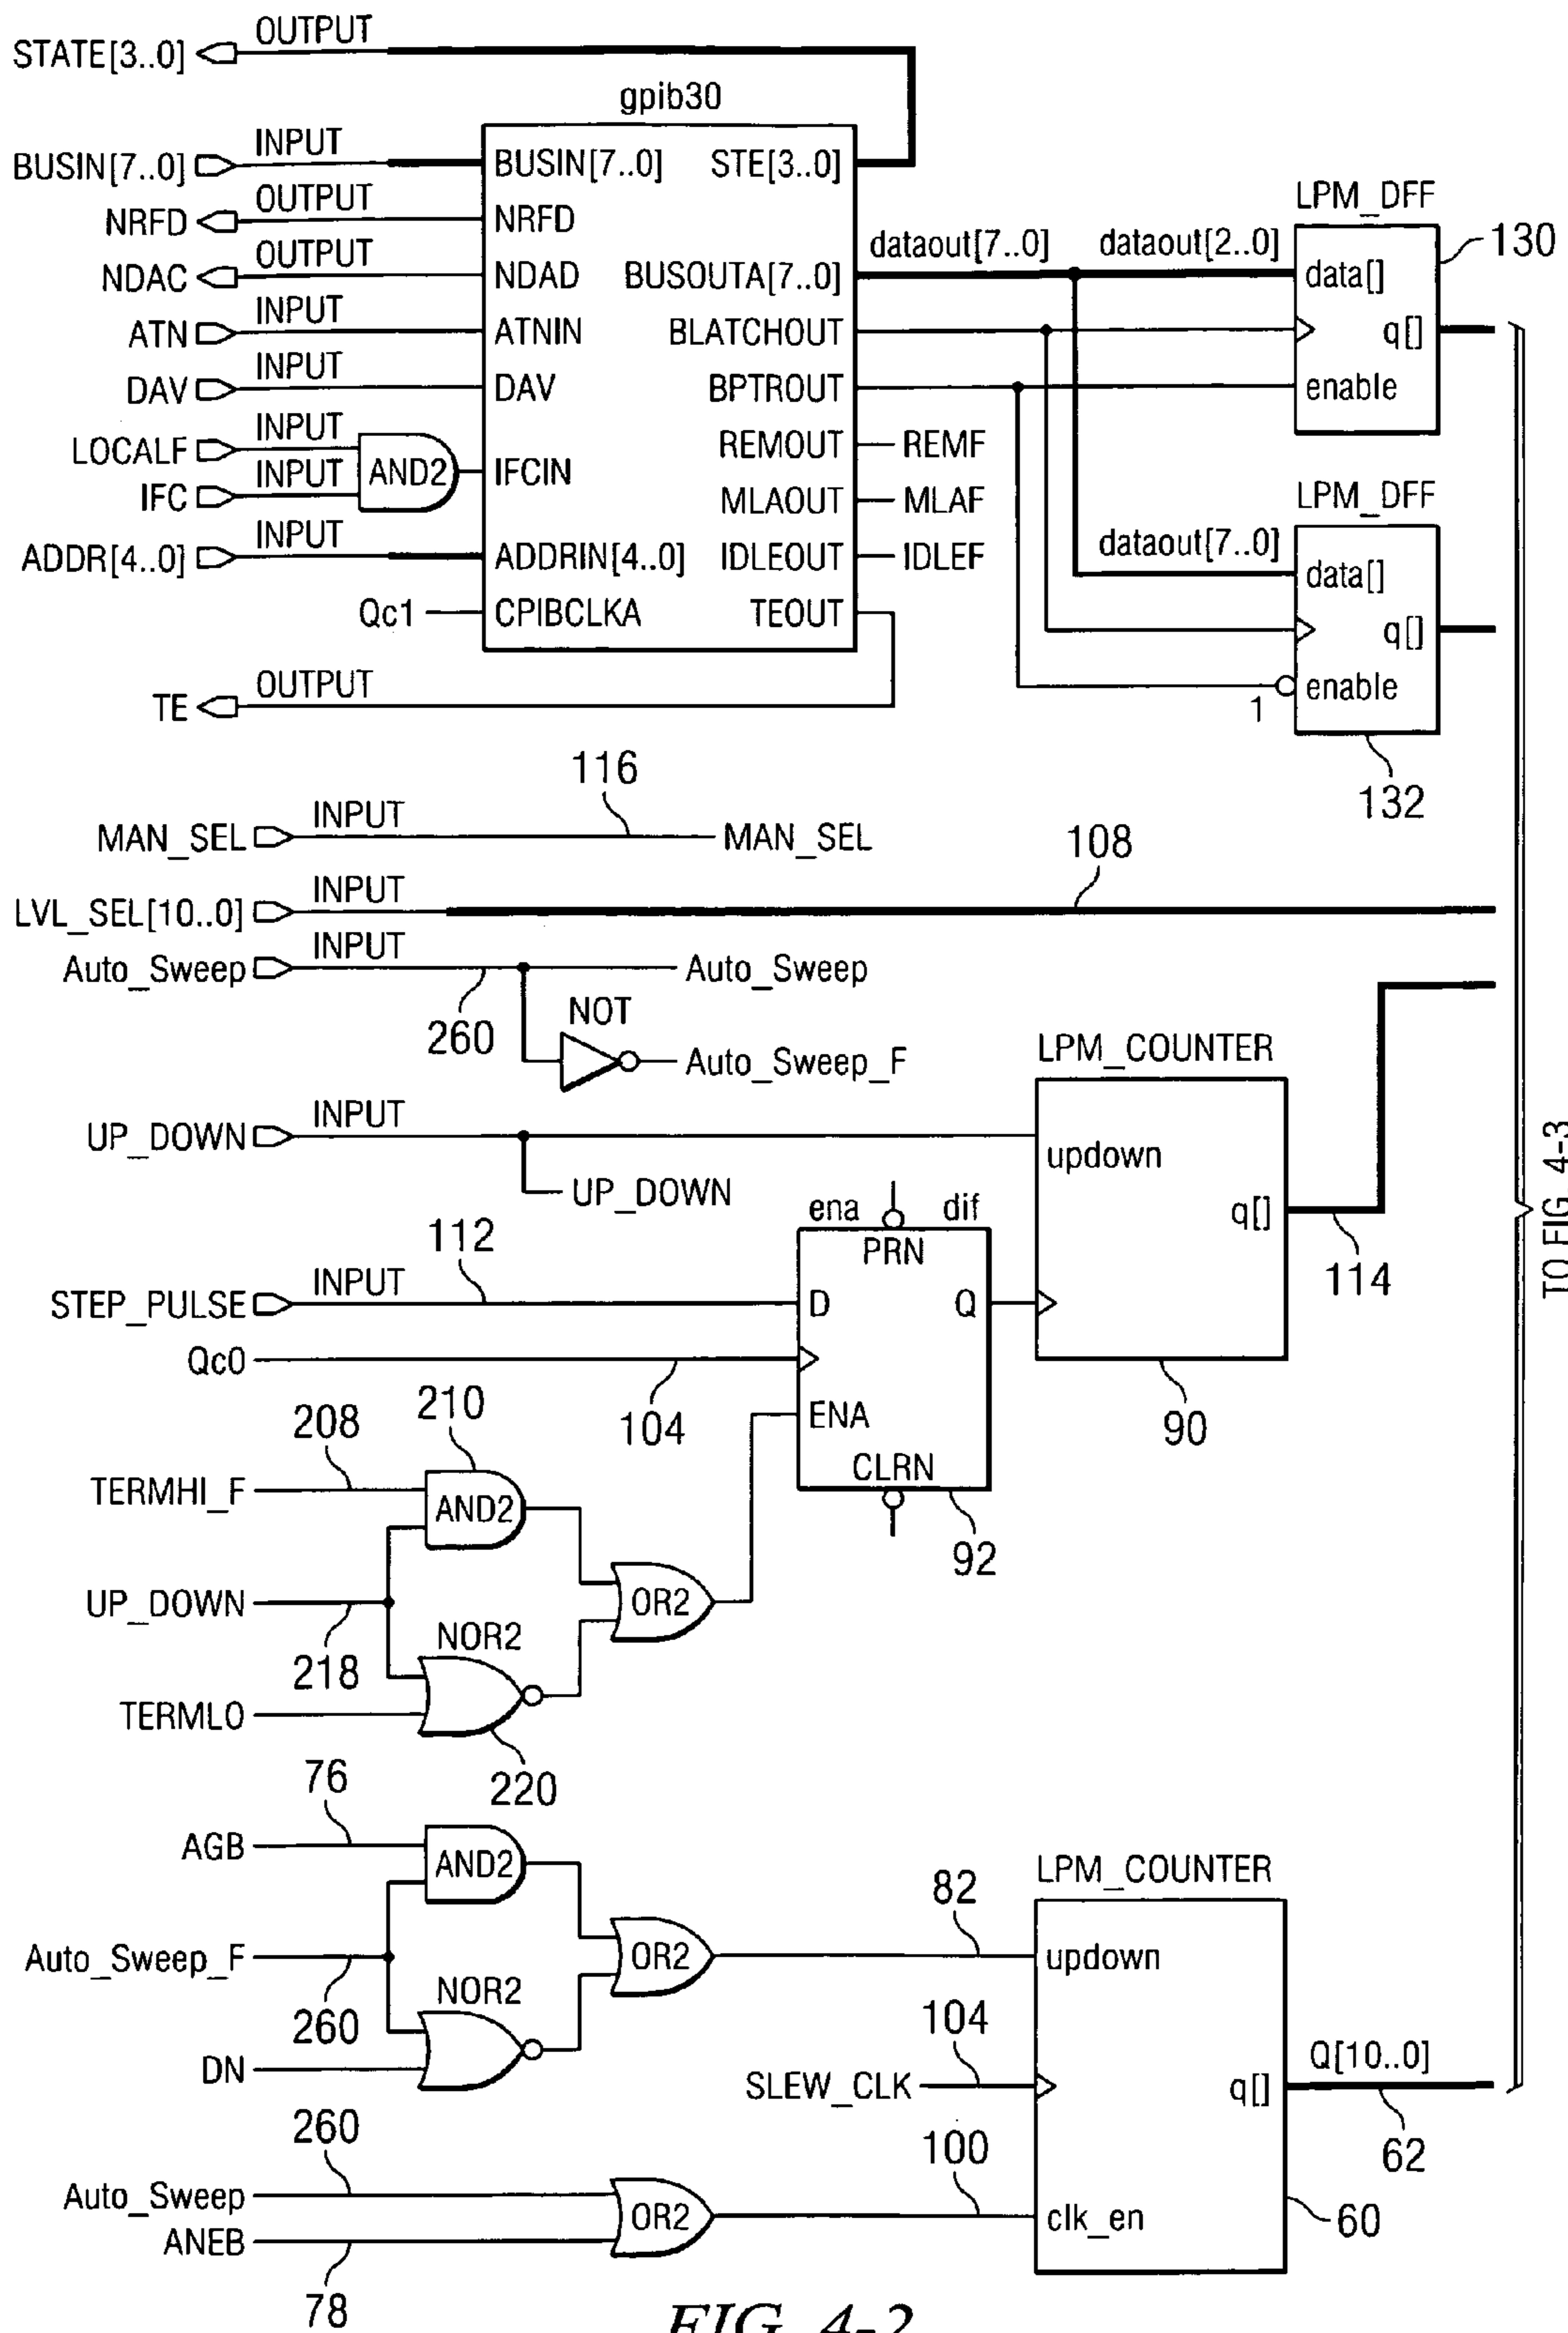 STATE[3..0] OUTPUT
gpib30
BUSIN[7..0] INPUT BUSIN[7..0] STE[3..0]
LPM_DFF
NRFD OUTPUT NRFD
130
dataout[7..0] dataout[2..0]
NDAC OUTPUT NDAD BUSOUTA[7..0] data[]
ATN INPUT ATNIN BLATCHOUT q[]
DAV INPUT DAV BPTROUT enable
LOCALF INPUT REMOUT REMF
AND2 IFCIN
IFC INPUT MLAOUT MLAF
LPM_DFF
ADDR[4..0] INPUT ADDRIN[4..0] IDLEOUT IDLEF
dataout[7..0] data[]
Qc1 CPIBCLKA TEOUT
q[]
TE OUTPUT
1 enable
132
116
MAN_SEL INPUT MAN_SEL
108
LVL_SEL[10..0] INPUT
Auto_Sweep INPUT Auto_Sweep
260
NOT
Auto_Sweep_F
LPM_COUNTER
UP_DOWN INPUT updown
UP_DOWN
q[]
114
TO FIG. 4-3
ena dif
PRN
112
STEP_PULSE INPUT D Q
Qc0
104
ENA
90
CLRN
92
208 210
TERMHI_F AND2
UP_DOWN OR2
218
NOR2
TERMLO
220
76
AGB AND2
LPM_COUNTER
82
Auto_Sweep_F OR2 updown
260
NOR2
DN
104
SLEW_CLK q[] Q[10..0]
62
260
100
Auto_Sweep OR2 clk_en
60
ANEB
78
FIG. 4-2